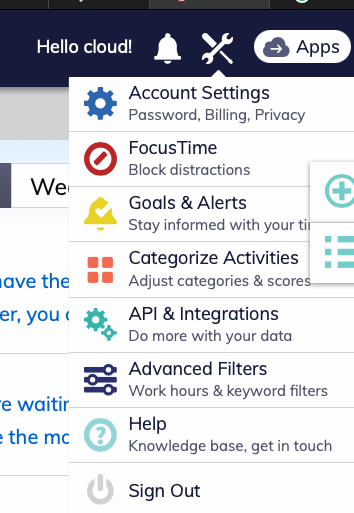 Hello cloud!
Apps
Account Settings
Password, Billing, Privacy
FocusTime
Block distractions
We
Goals & Alerts
Stay informed with your
Categorize Activities
Adjust categories & scores
have the
API & Integrations
er, you
Do more with your data
Advanced Filters
Work hours & keyword filters
re waitin
Help
e the mo
Knowledge base, get in touch
Sign Out